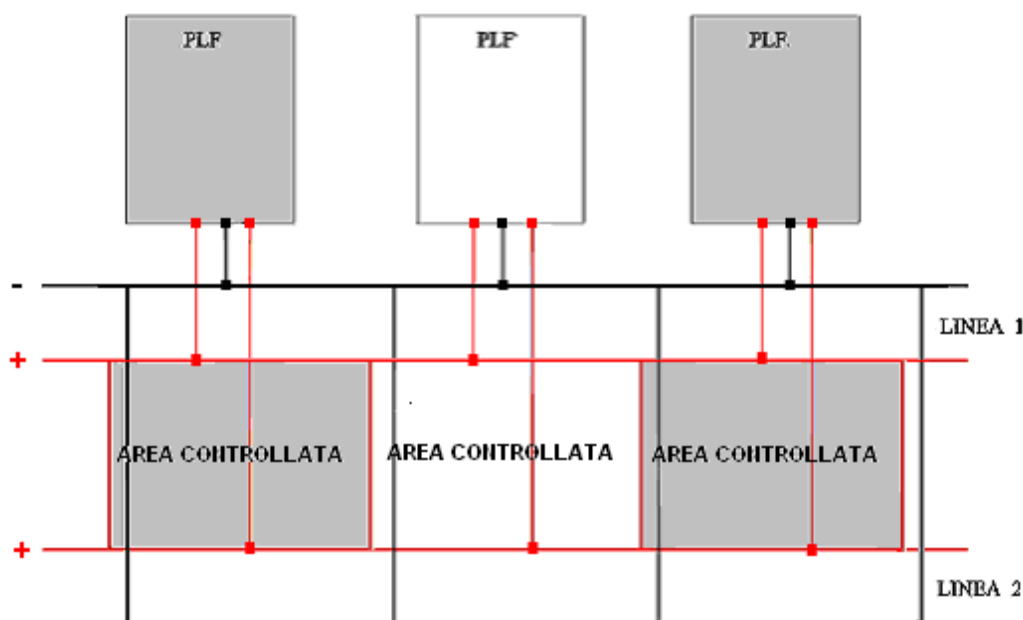 PLF
PLF
PLF
-
LINEA 1
+
AREA CONTROLLATA
AREA CONTROLLATA
AREA CONTROLLATA
+
LINEA 2